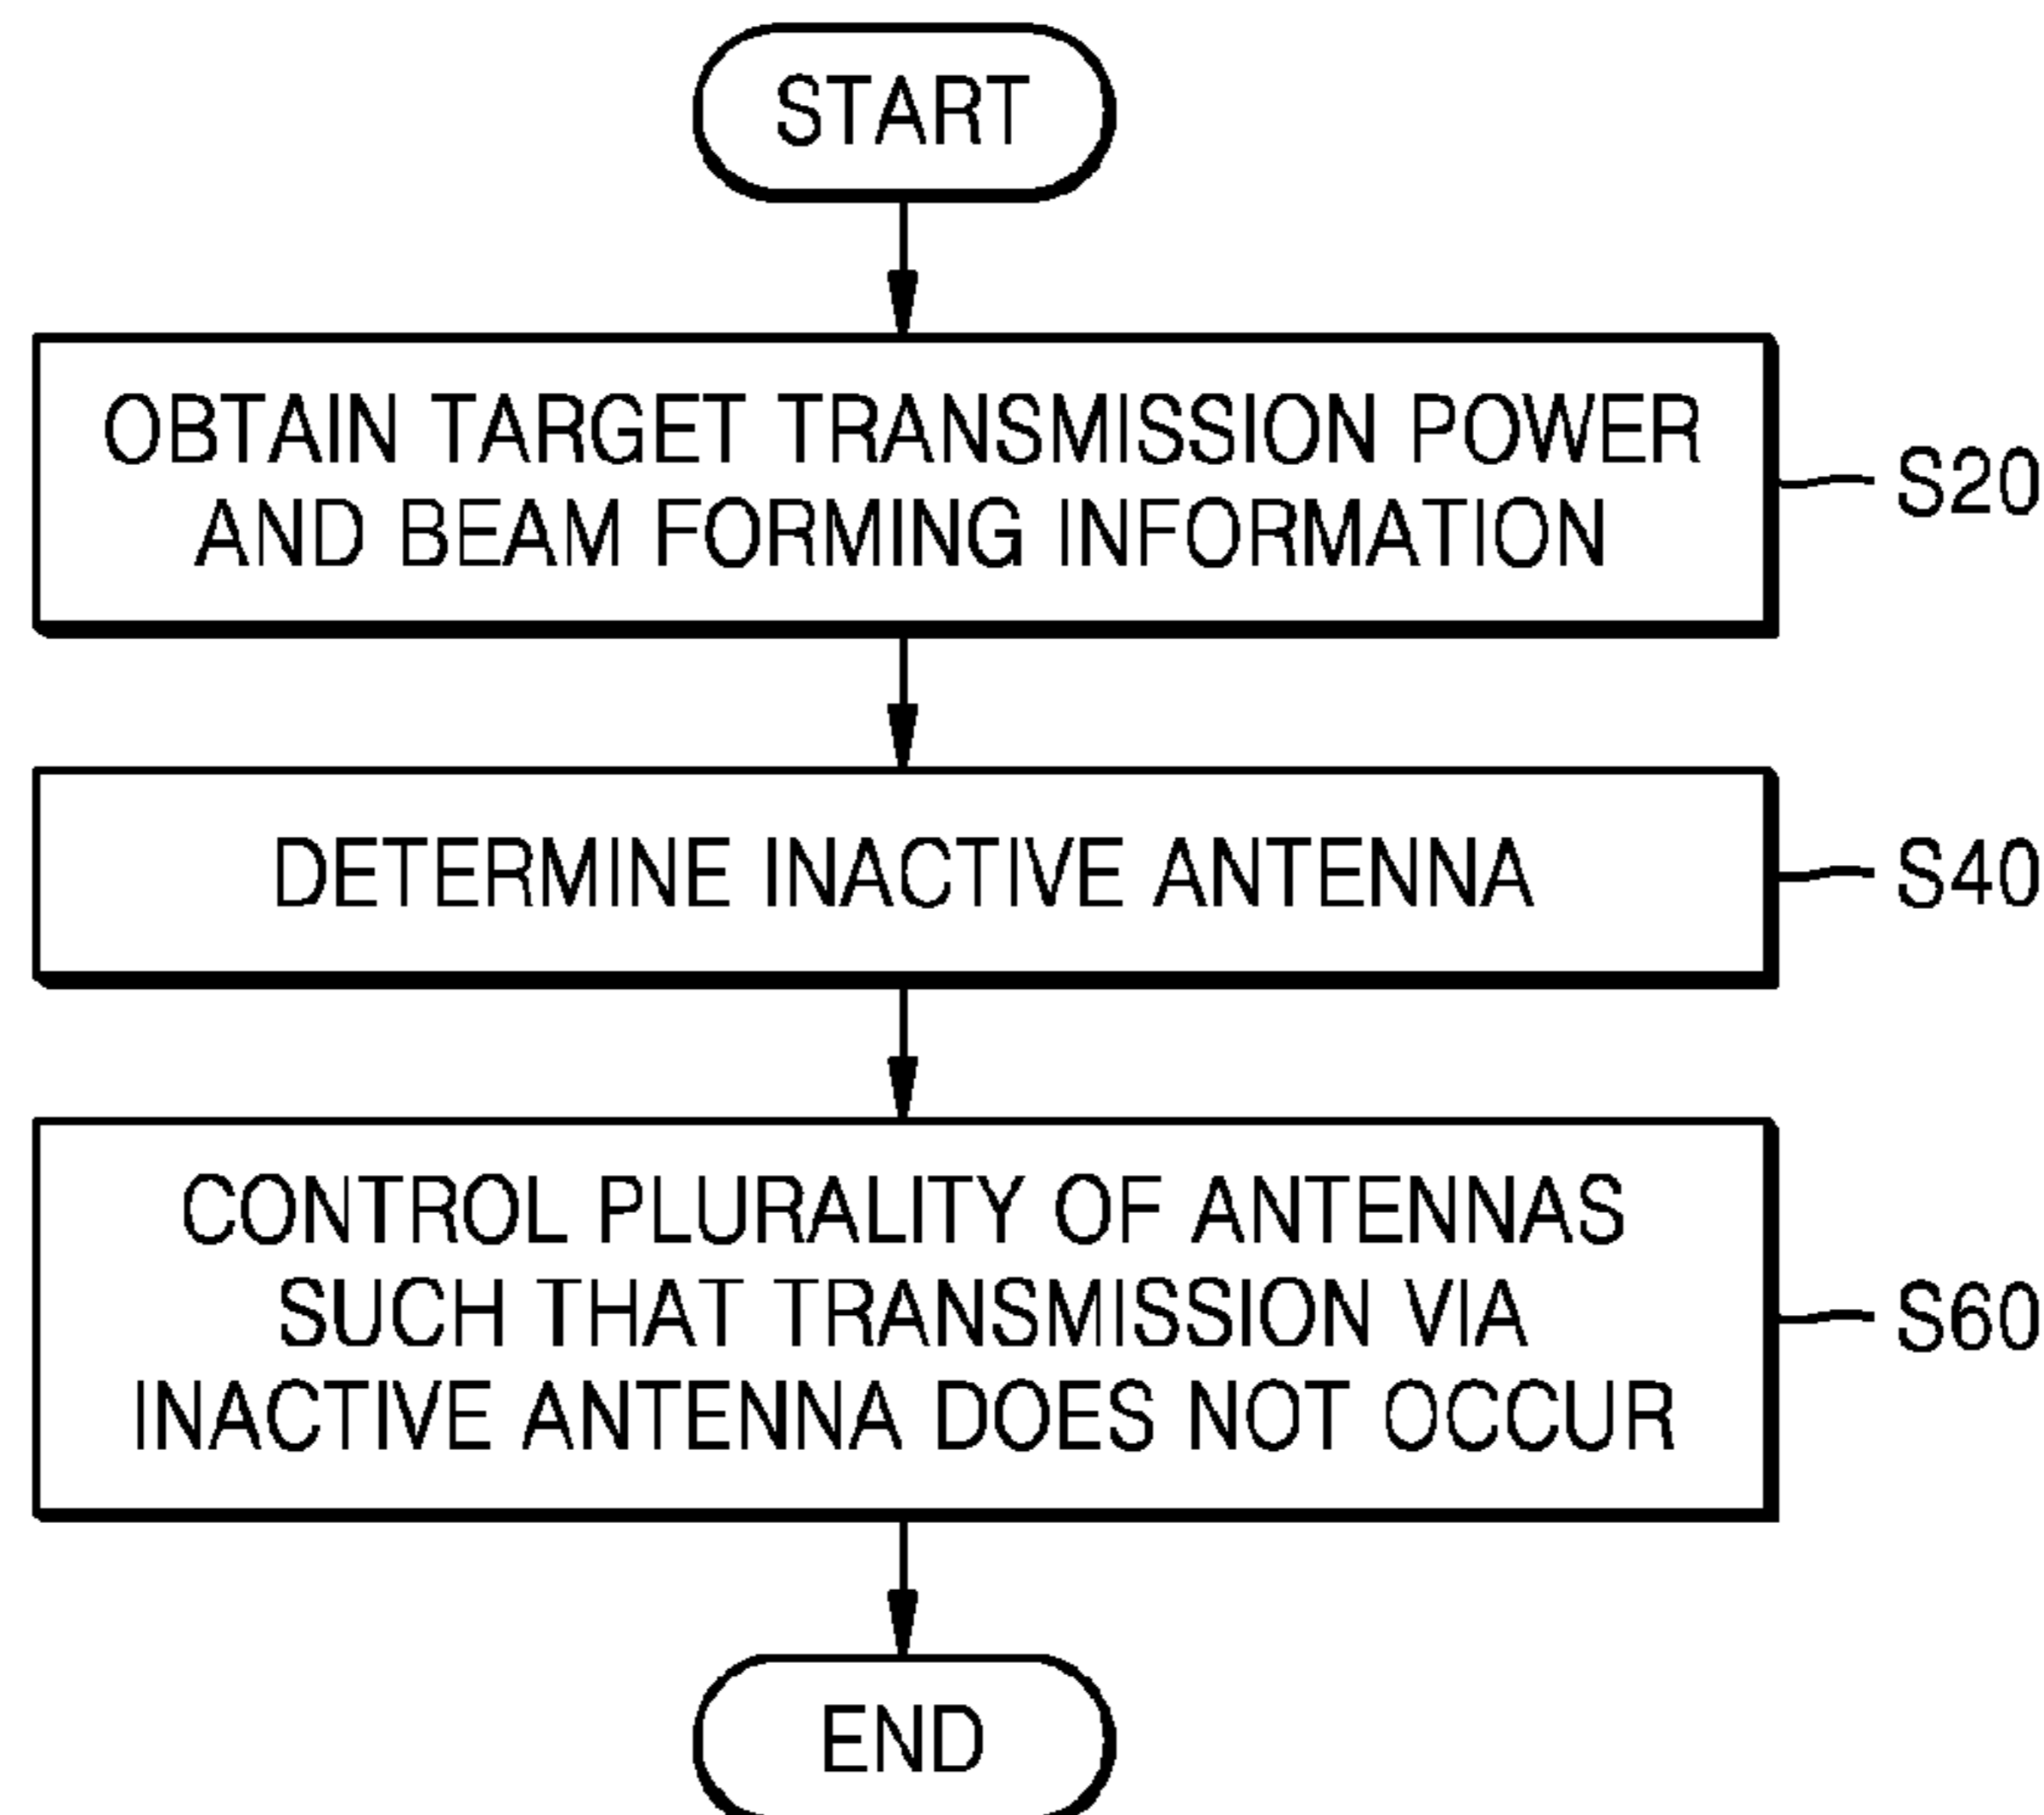 START
OBTAIN TARGET TRANSMISSION POWER
AND BEAM FORMING INFORMATION
S20
DETERMINE INACTIVE ANTENNA
S40
CONTROL PLURALITY OF ANTENNAS
SUCH THAT TRANSMISSION VIA
INACTIVE ANTENNA DOES NOT OCCUR
S60
END